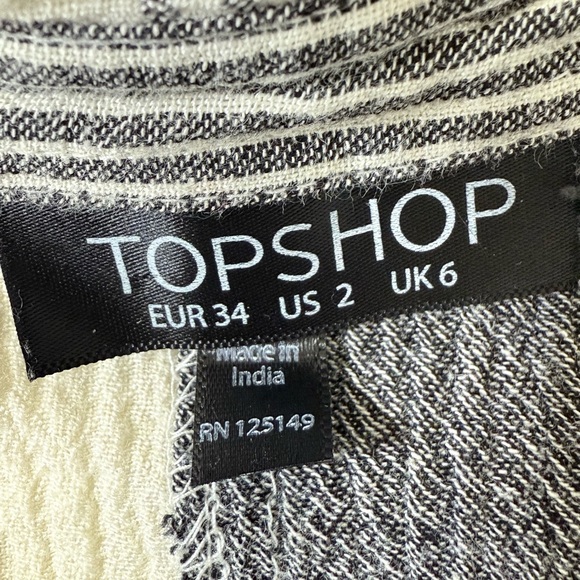 TOPSHOP
EUR 34 US 2 UK 6
Made in
India
RN 125149